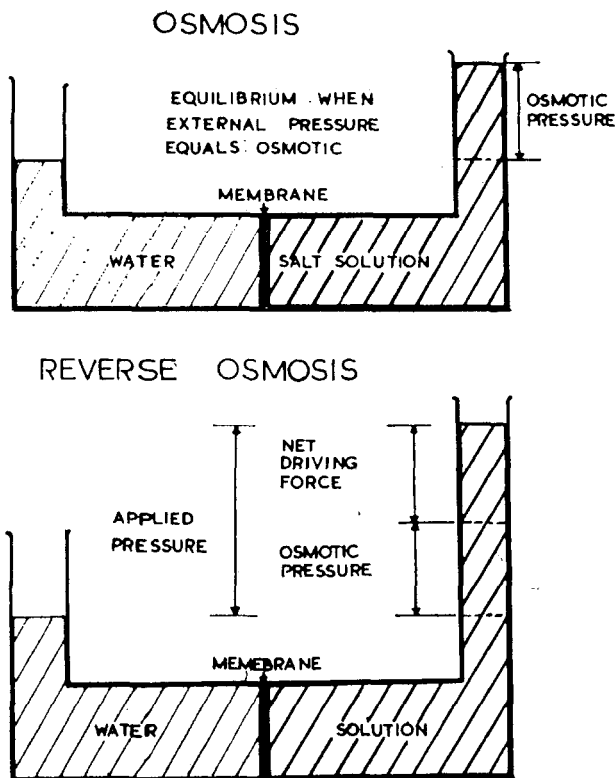 OSMOSIS
EQUILIBRIUM WHEN
EXTERNAL PRESSURE
EQUALS OSMOTIC
OSMOTIC
PRESSURE
MEMBRANE
WATER
SALT SOLUTION
REVERSE OSMOSIS
NET
DRIVING
FORCE
APPLIED
PRESSURE
OSMOTIC
PRESSURE
MEMEBRANE
WATER
SOLUTION